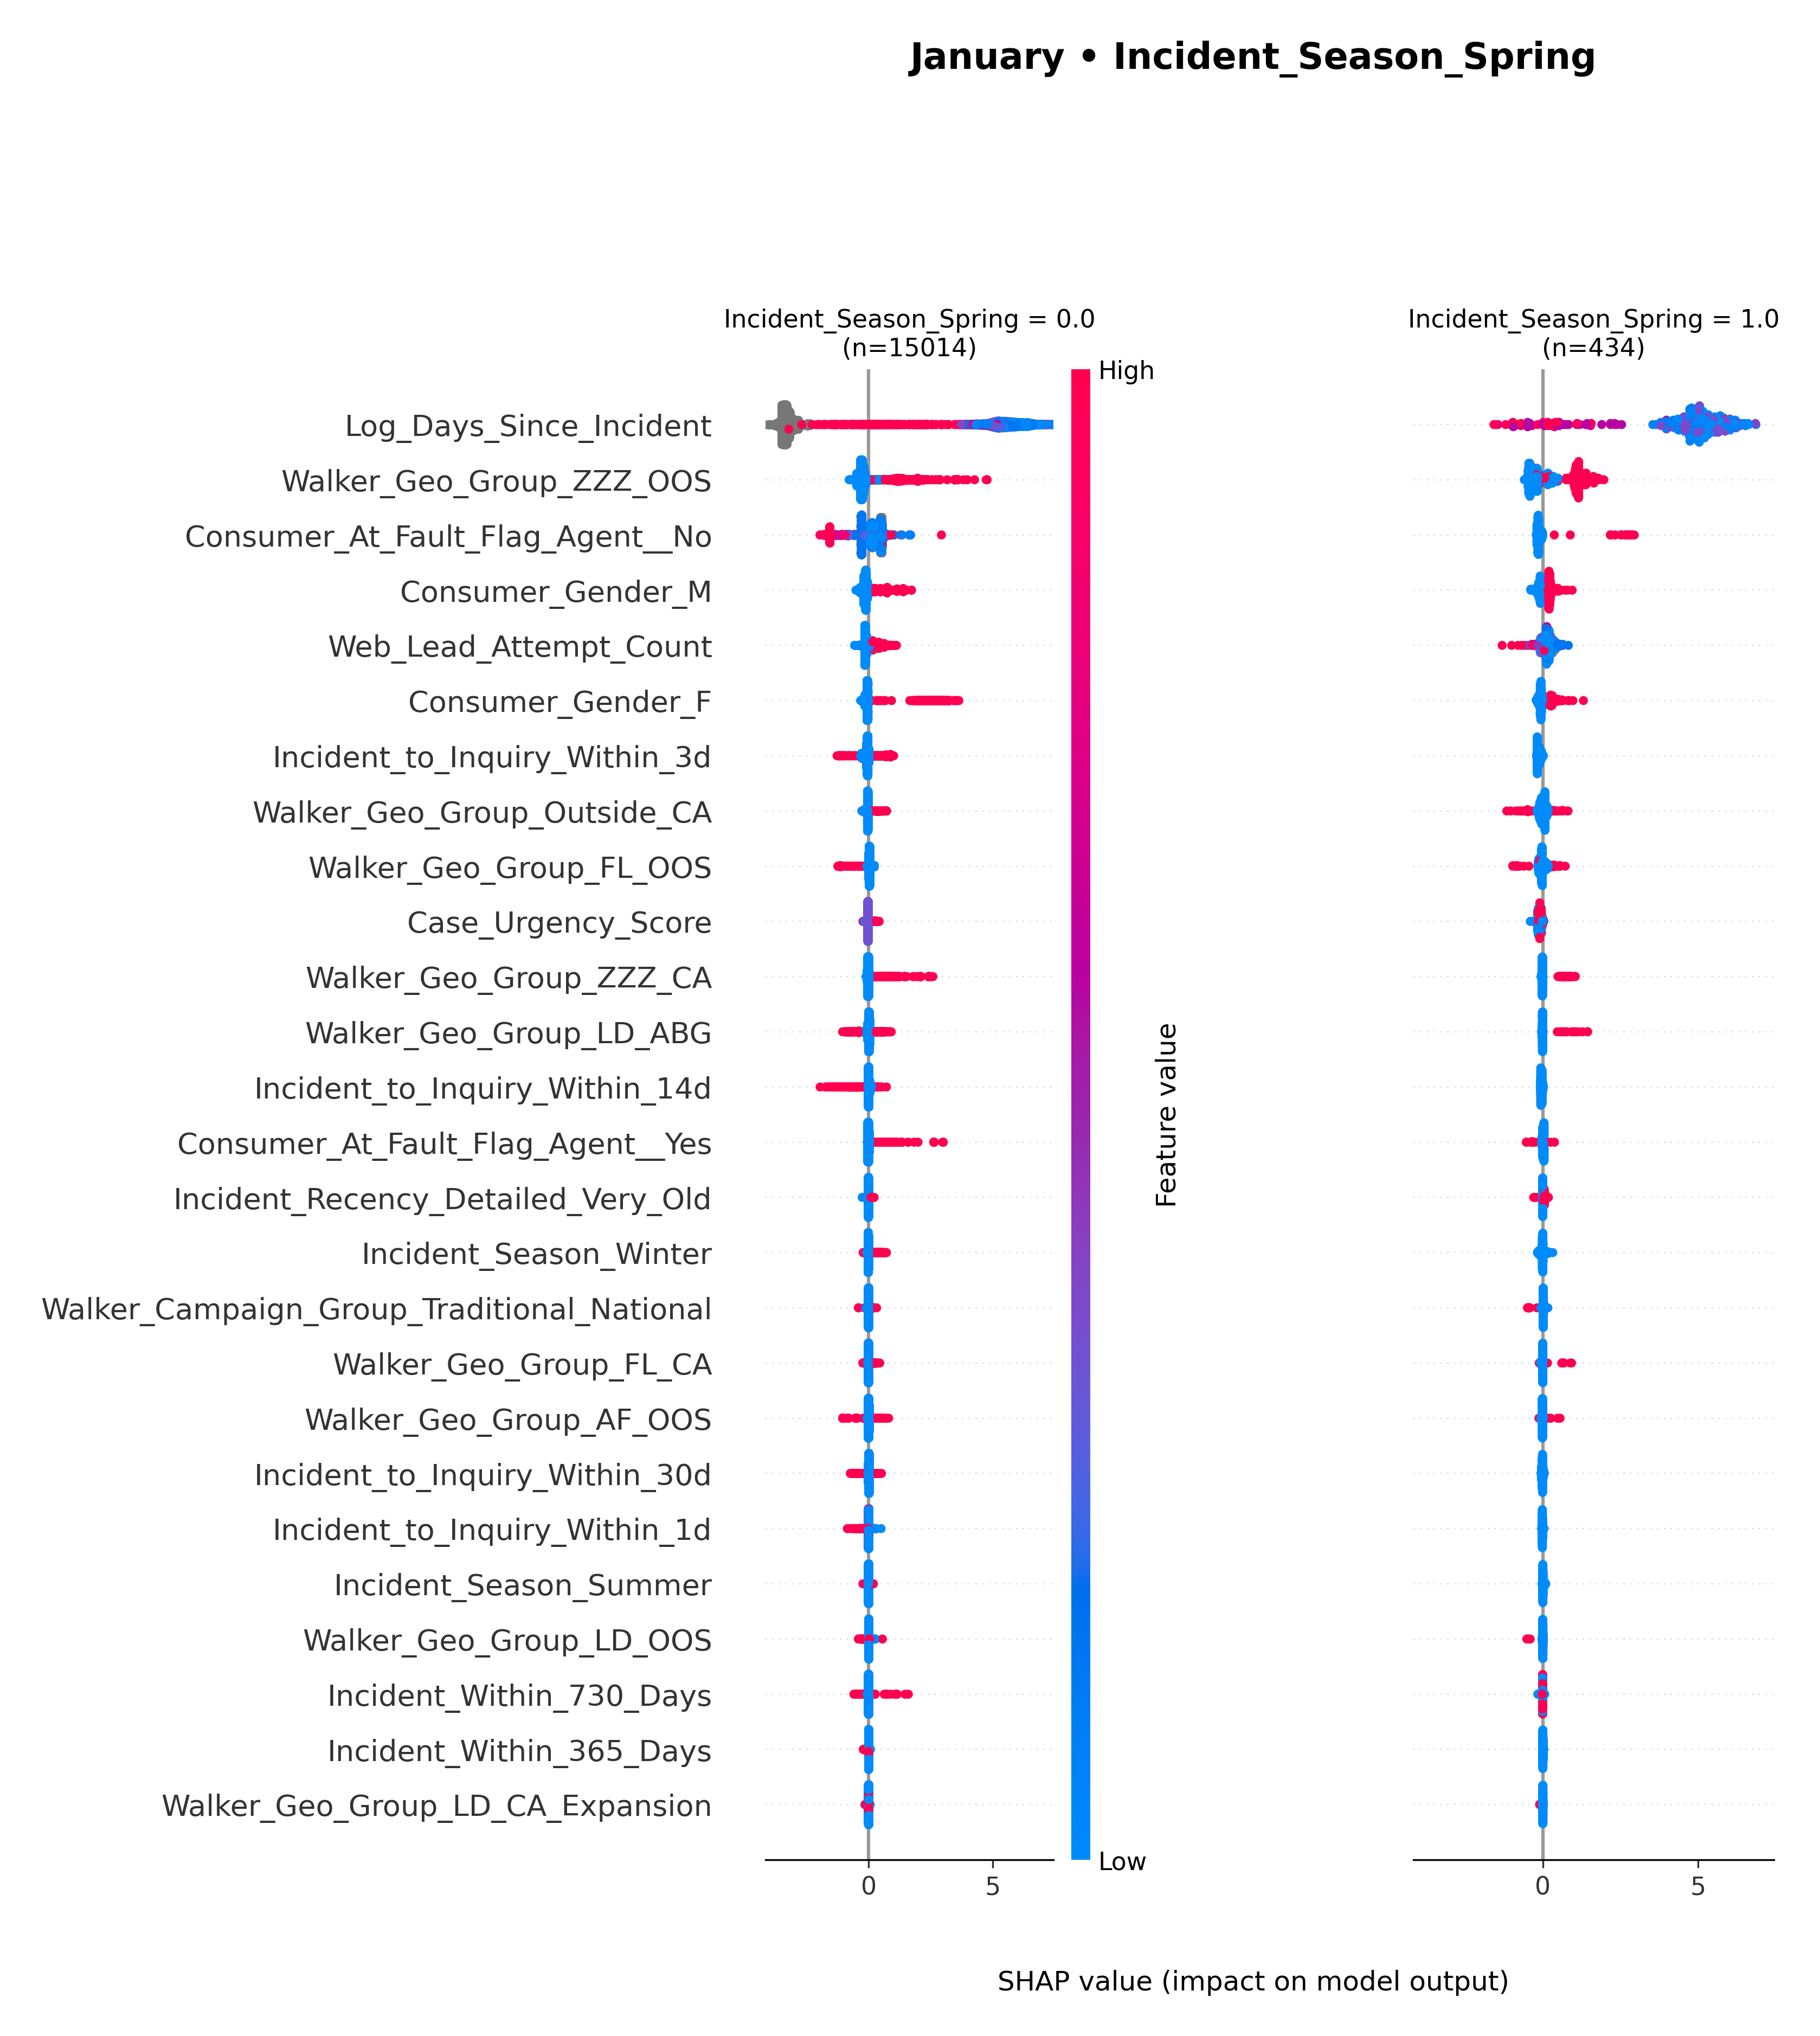 January • Incident_Season_Spring
Incident_Season_Spring = 0.0
(n=15014)
Incident_Season_Spring = 1.0
(n=434)
High
Log_Days_Since_Incident
Walker_Geo_Group_ZZZ_OOS
Consumer_At_Fault_Flag_Agent__No
Consumer_Gender_M
Web_Lead_Attempt_Count
Consumer_Gender_F
Incident_to_Inquiry_Within_3d
Walker_Geo_Group_Outside_CA
Walker_Geo_Group_FL_OOS
Case_Urgency_Score
Walker_Geo_Group_ZZZ_CA
Walker_Geo_Group_LD_ABG
Incident_to_Inquiry_Within_14d
Consumer_At_Fault_Flag_Agent__Yes
Incident_Recency_Detailed_Very_Old
Incident_Season_Winter
Walker_Campaign_Group_Traditional_National
Walker_Geo_Group_FL_CA
Walker_Geo_Group_AF_OOS
Incident_to_Inquiry_Within_30d
Incident_to_Inquiry_Within_1d
Incident_Season_Summer
Walker_Geo_Group_LD_OOS
Incident_Within_730_Days
Incident_Within_365_Days
Walker_Geo_Group_LD_CA_Expansion
Feature value
Low
0 5
0 5
SHAP value (impact on model output)